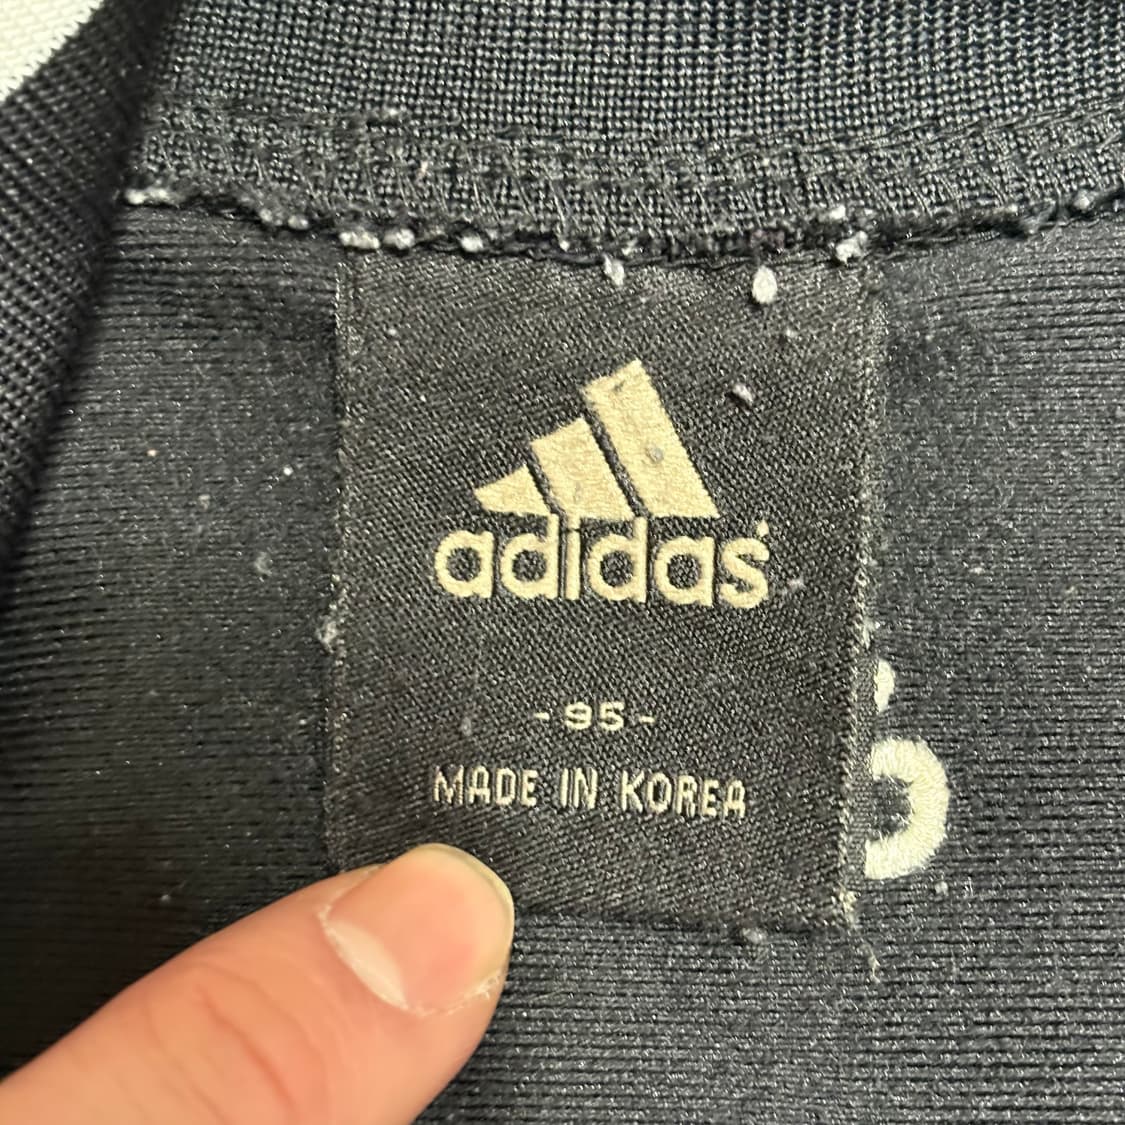 adidas
- 95 -
MADE IN KOREA